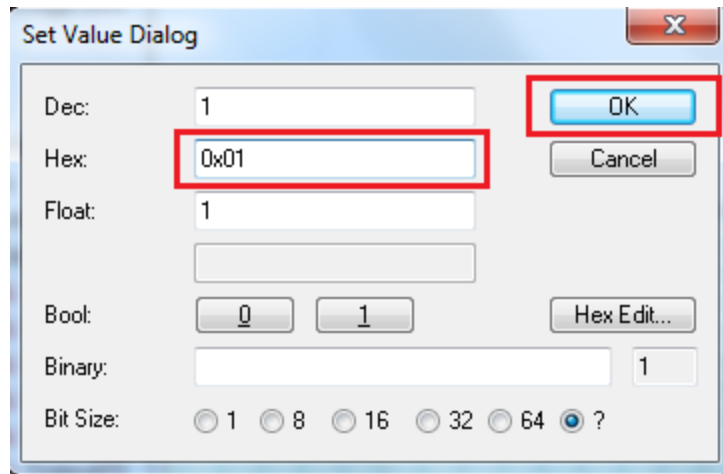 Set Value Dialog
Dec: 1 OK
Hex: 0x01 Cancel
Float: 1
Bool: 0 1 Hex Edit...
Binary: 1
Bit Size: 1 8 16 32 64 ?